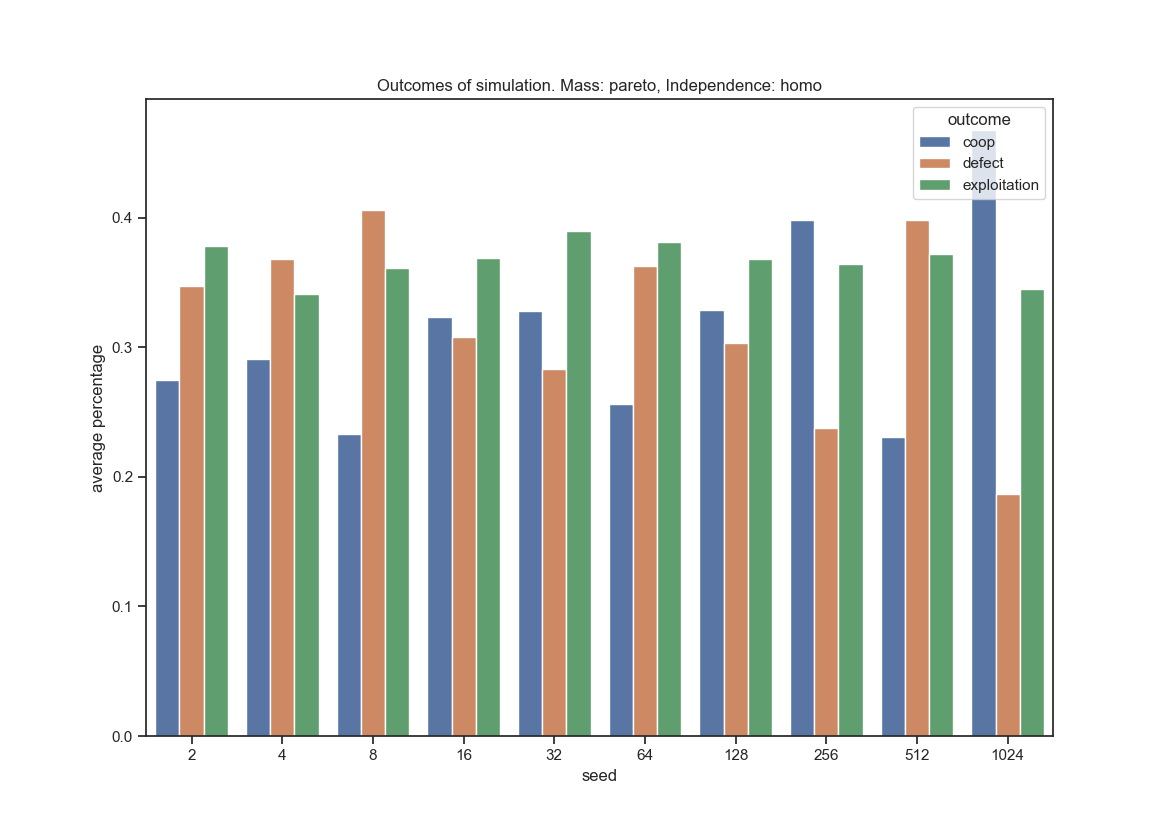 Outcomes of simulation. Mass: pareto, Independence: homo
outcome
coop
defect
exploitation
average percentage
0.4
0.3
0.2
0.1
0.0
2 4 8 16 32 64 128 256 512 1024
seed